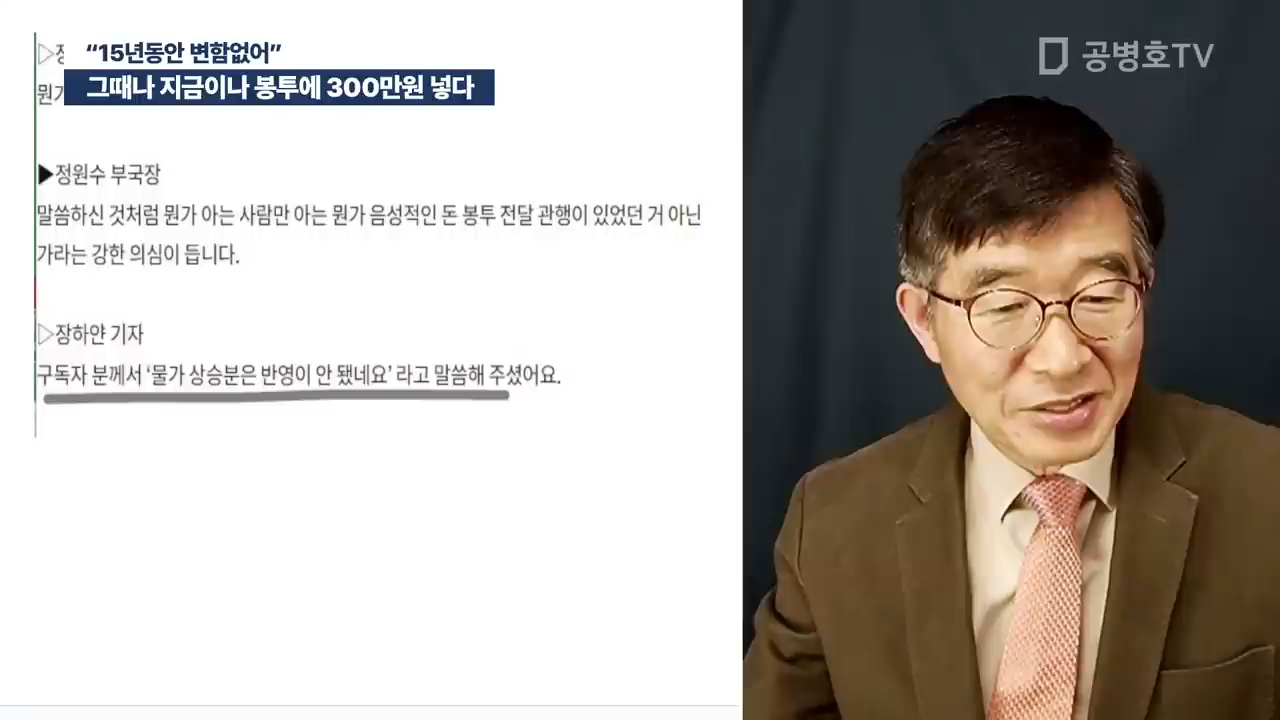 “15년동안 변함없어”
그때나 지금이나 봉투에 300만원 넣다
공병호TV
▶정원수 부국장
말씀하신 것처럼 뭔가 아는 사람만 아는 뭔가 음성적인 돈 봉투 전달 관행이 있었던 거 아닌
가라는 강한 의심이 듭니다.
▷장하얀 기자
구독자 분께서 ‘물가 상승분은 반영이 안 됐네요’ 라고 말씀해 주셨어요.